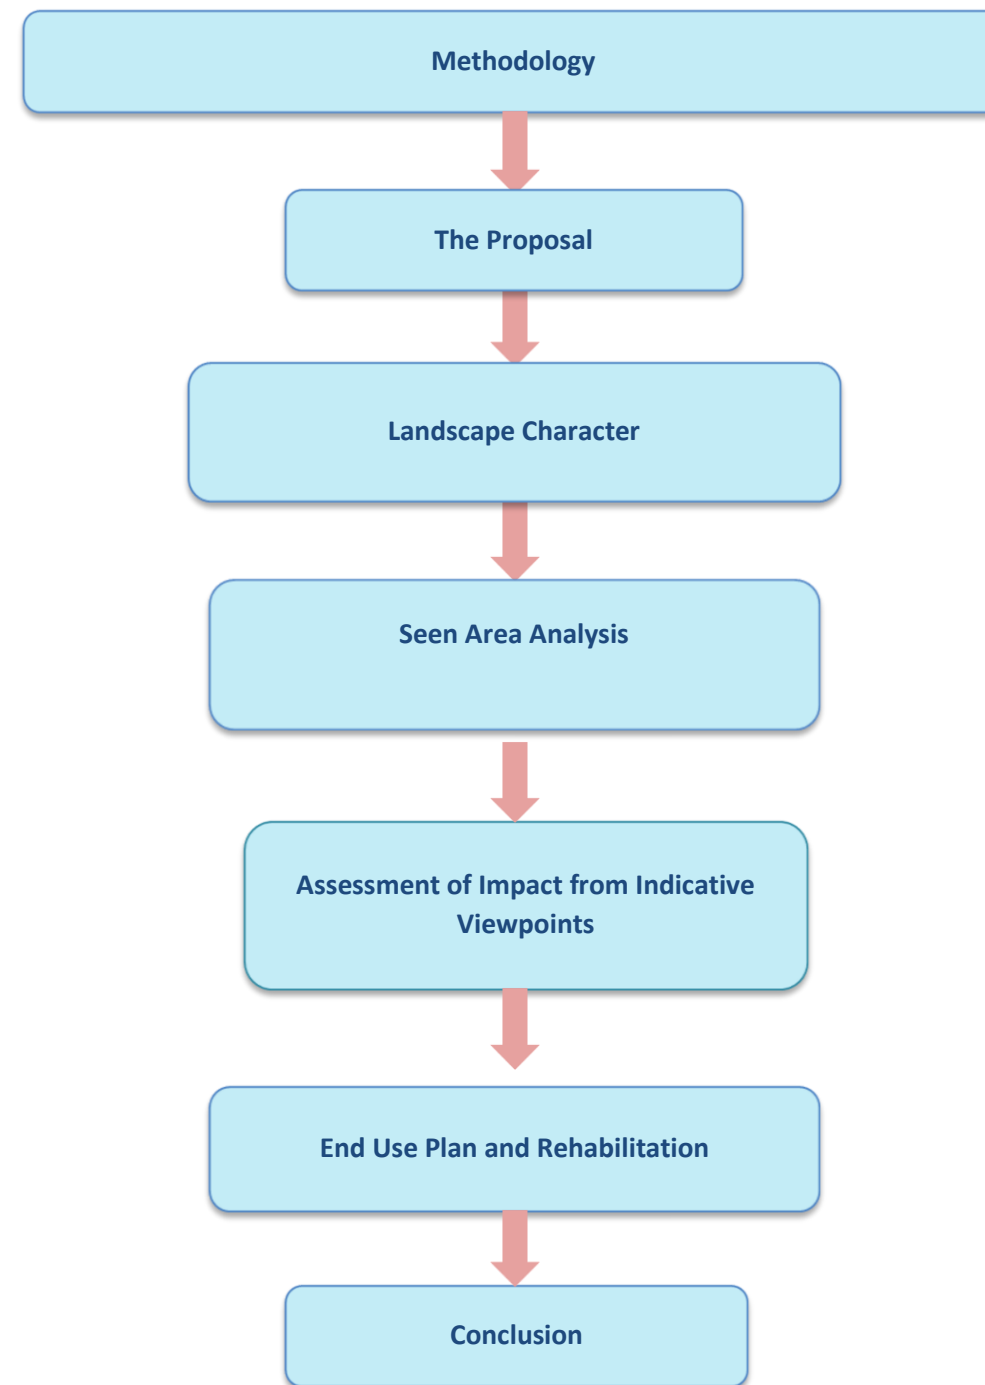 Methodology
The Proposal
Landscape Character
Seen Area Analysis
Assessment of Impact from Indicative
Viewpoints
End Use Plan and Rehabilitation
Conclusion